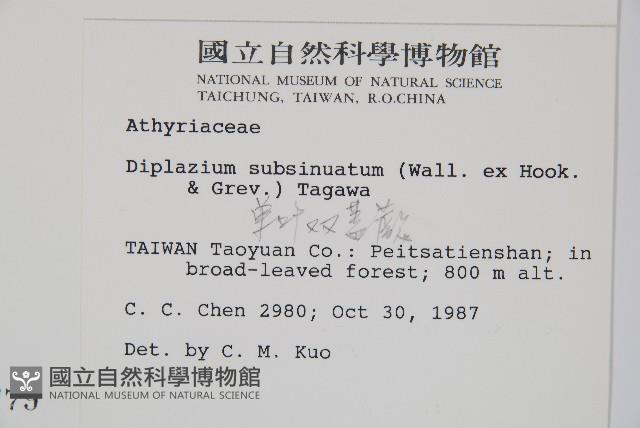 國立自然科學博物館
NATIONAL MUSEUM OF NATURAL SCIENCE
TAICHUNG, TAIWAN, R.O.CHINA
Athyriaceae
Diplazium subsinuatum (Wall. ex Hook.
& Grev.) Tagawa
单叶双盖蕨
TAIWAN Taoyuan Co.: Peitsatienshan; in
broad-leaved forest; 800 m alt.
C. C. Chen 2980; Oct 30, 1987
Det. by C. M. Kuo
國立自然科學博物館
NATIONAL MUSEUM OF NATURAL SCIENCE